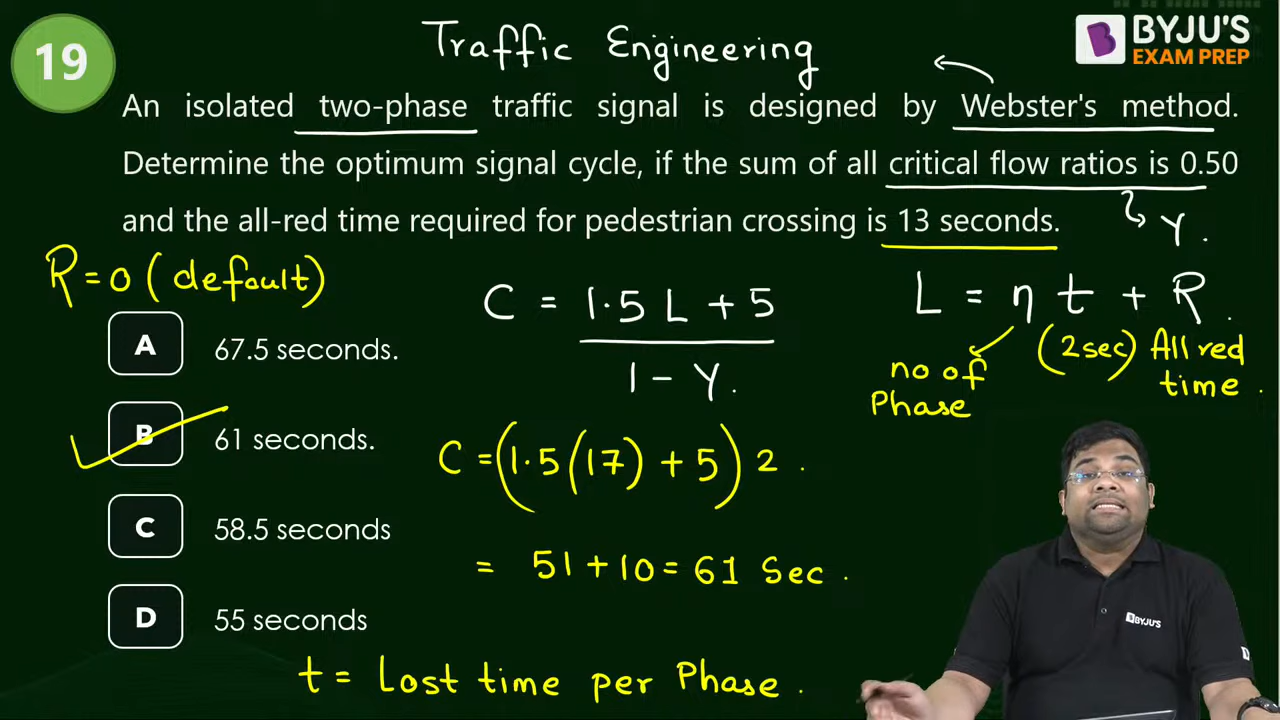 19
Traffic Engineering
BYJU'S
EXAM PREP
An isolated two-phase traffic signal is designed by Webster's method.
Determine the optimum signal cycle, if the sum of all critical flow ratios is 0.50
and the all-red time required for pedestrian crossing is 13 seconds.
Y.
R = 0 (default)
C = 1.5 L + 5
1 - Y.
L = n t + R.
no of
Phase
(2sec)
All red
time.
A 67.5 seconds.
B 61 seconds.
C 58.5 seconds
D 55 seconds
C = (1.5(17) + 5) 2.
= 51 + 10 = 61 Sec.
t = Lost time per Phase.
BYJU'S